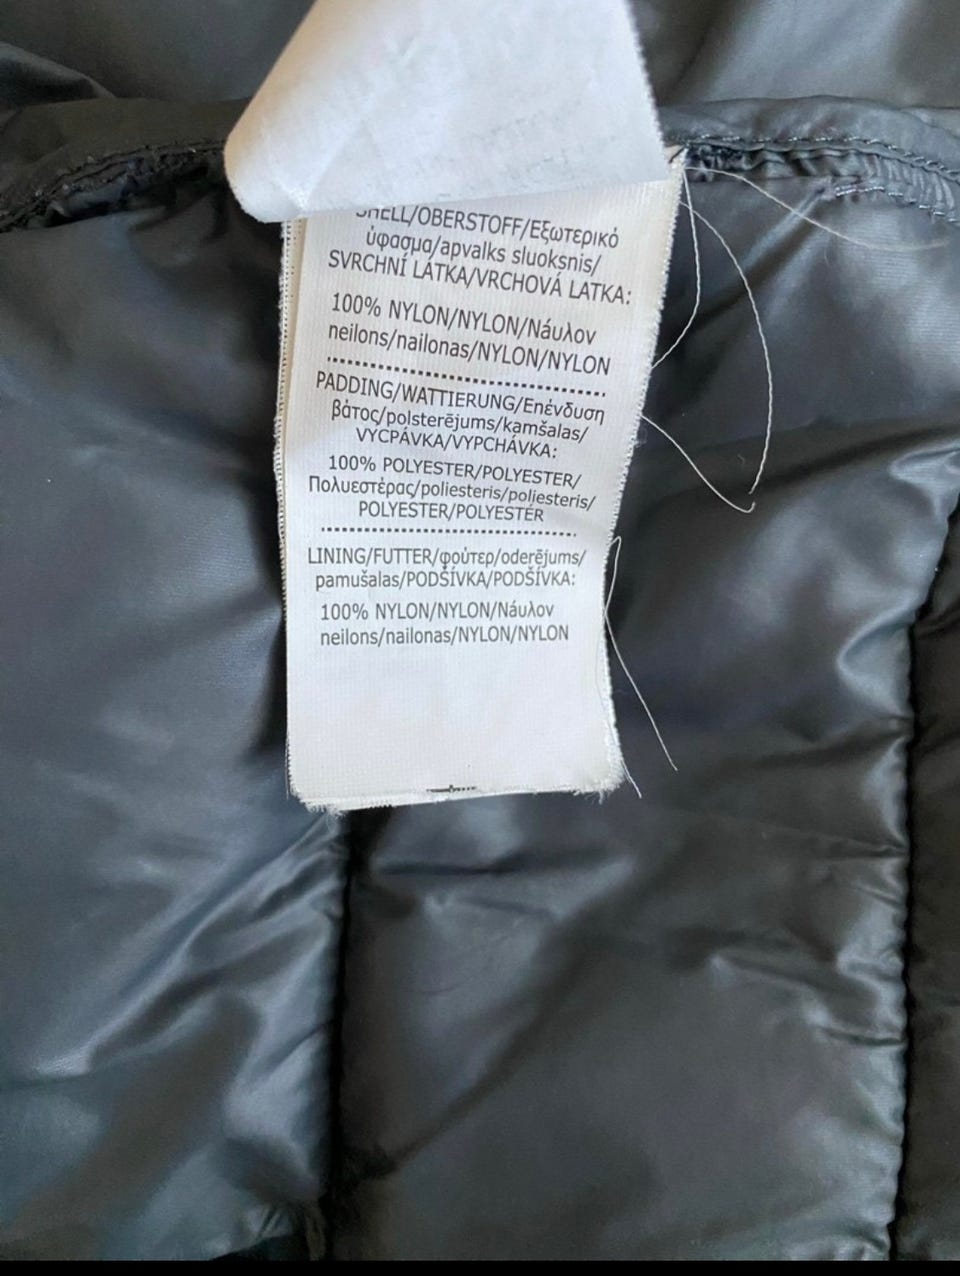 SHELL/OBERSTOFF/Εξωτερικό
ύφασμα/apvalks sluoksnis/
SVRCHNÍ LÁTKA/VRCHOVÁ LATKA:
100% NYLON/NYLON/Νάυλον
neilons/nailonas/NYLON/NYLON
PADDING/WATTIERUNG/Επένδυση
βάτος/polsterējums/kamšalas/
VYCPÁVKA/VYPCHÁVKA:
100% POLYESTER/POLYESTER/
Πολυεστέρας/poliesteris/poliesteris/
POLYESTER/POLYESTÉR
LINING/FUTTER/φούτερ/oderējums/
pamušalas/PODŠÍVKA/PODŠÍVKA:
100% NYLON/NYLON/Νάυλον
neilons/nailonas/NYLON/NYLON